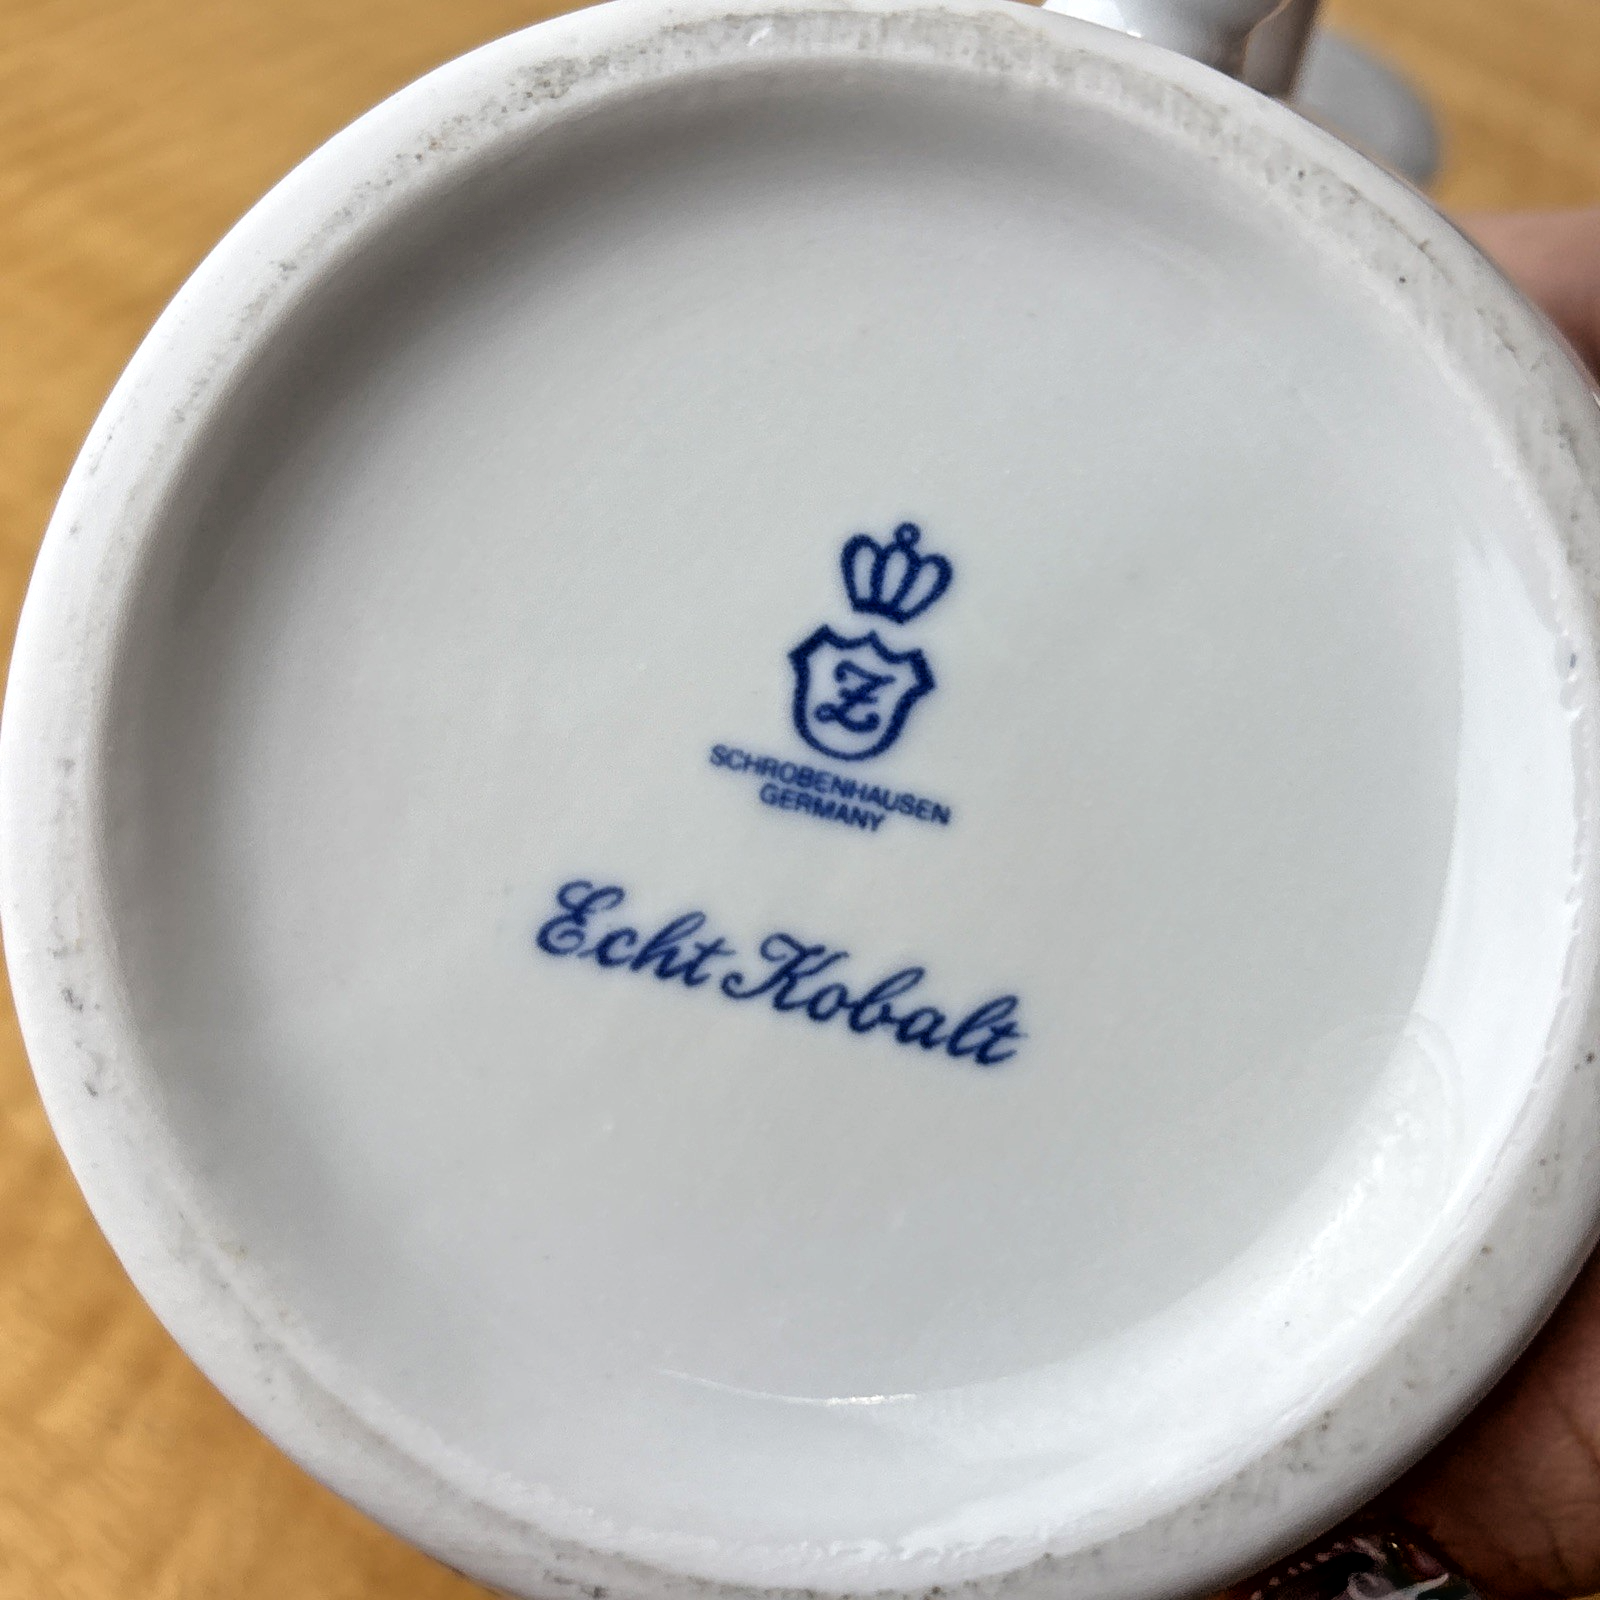 Z
SCHROBENHAUSEN
GERMANY
Echt Kobalt